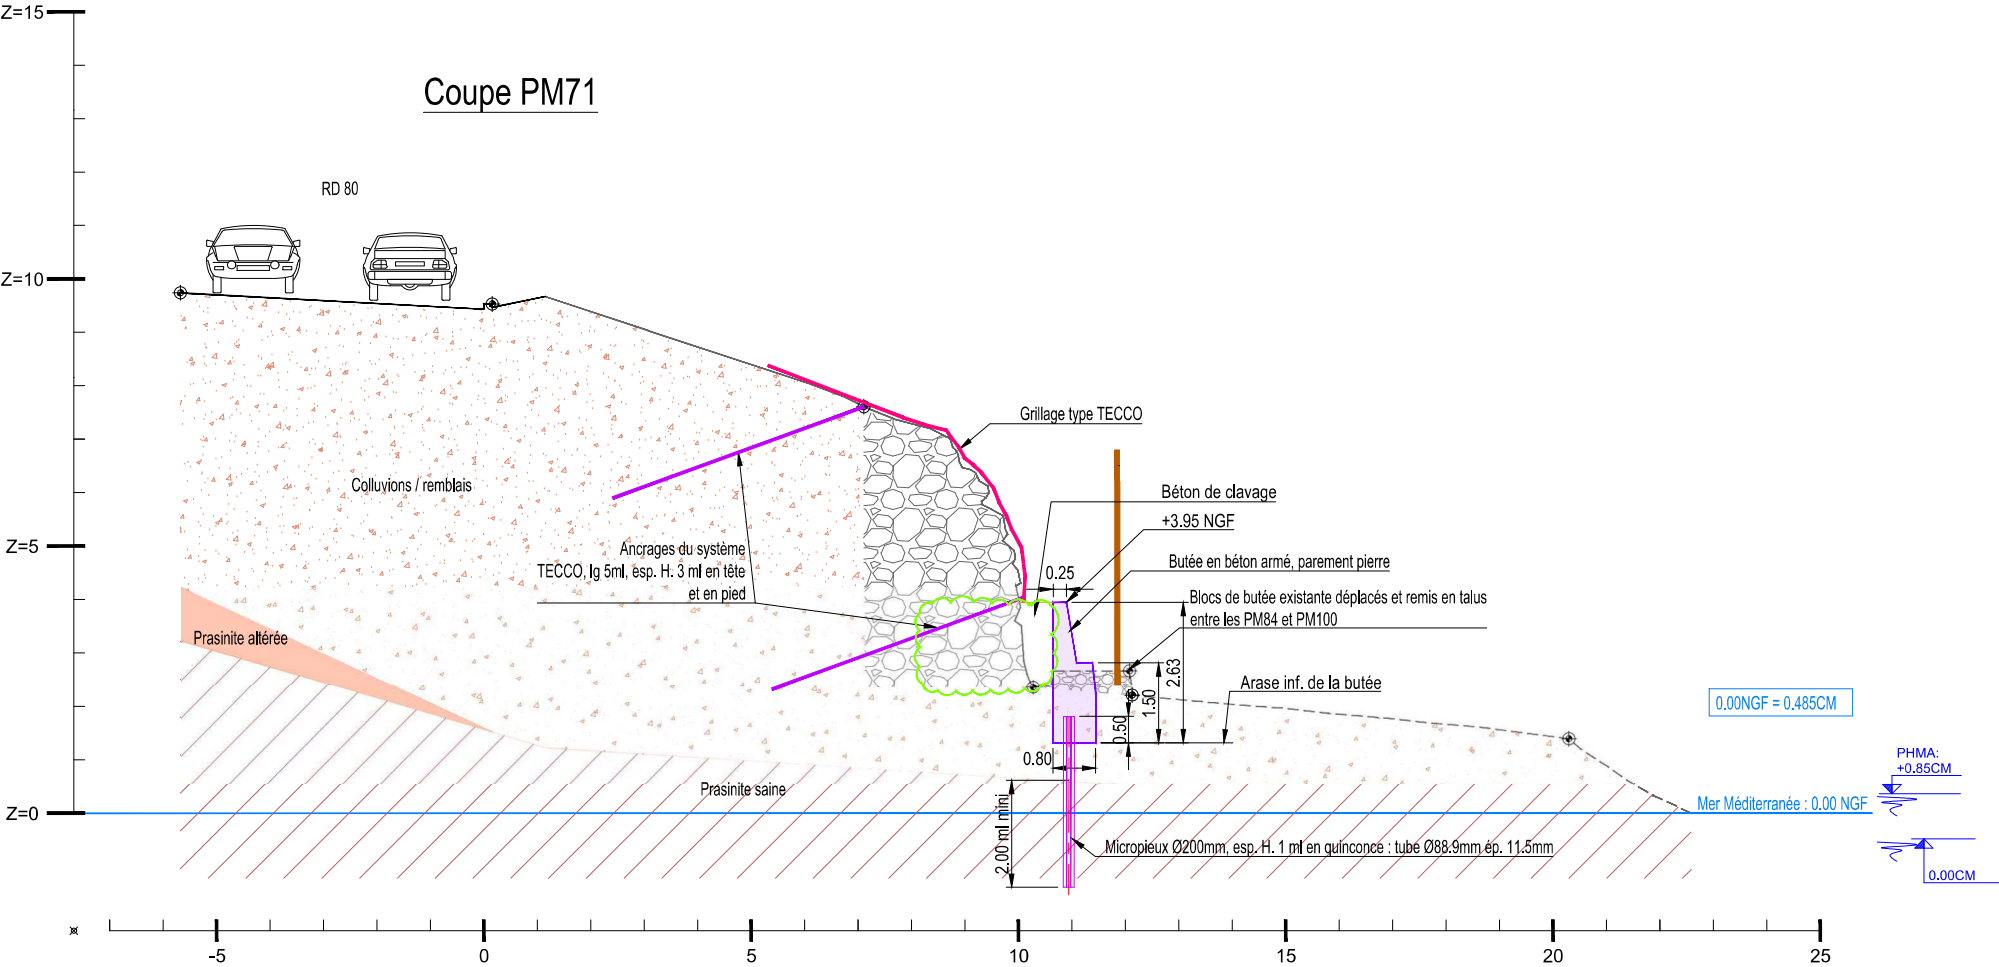 Z=15
Coupe PM71
RD 80
Z=10
Grillage type TECCO
Colluvions / remblais
Béton de clavage
+3.95 NGF
Z=5
Ancrages du système
TECCO, lg 5ml, esp. H. 3 ml en tête
et en pied
Butée en béton armé, parement pierre
0.25
Blocs de butée existante déplacés et remis en talus
entre les PM84 et PM100
Prasinite altérée
2.63
1.50
0.50
Arase inf. de la butée
0.00NGF = 0.485CM
0.80
PHMA:
+0.85CM
Prasinite saine
Mer Méditerranée : 0.00 NGF
Z=0
2.00 ml mini
Micropieux Ø200mm, esp. H. 1 ml en quinconce : tube Ø88.9mm ép. 11.5mm
0.00CM
-5
0
5
10
15
20
25